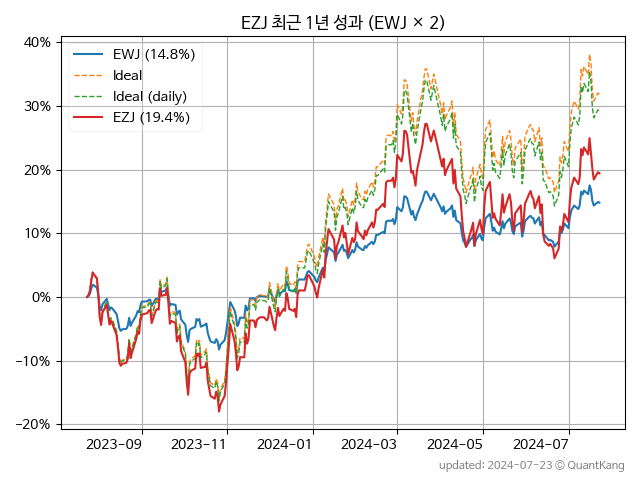 EZJ 최근 1년 성과 (EWJ × 2)
EWJ (14.8%)
Ideal
Ideal (daily)
EZJ (19.4%)
40%
30%
20%
10%
0%
−10%
−20%
2023-09 2023-11 2024-01 2024-03 2024-05 2024-07
updated: 2024-07-23 © QuantKang